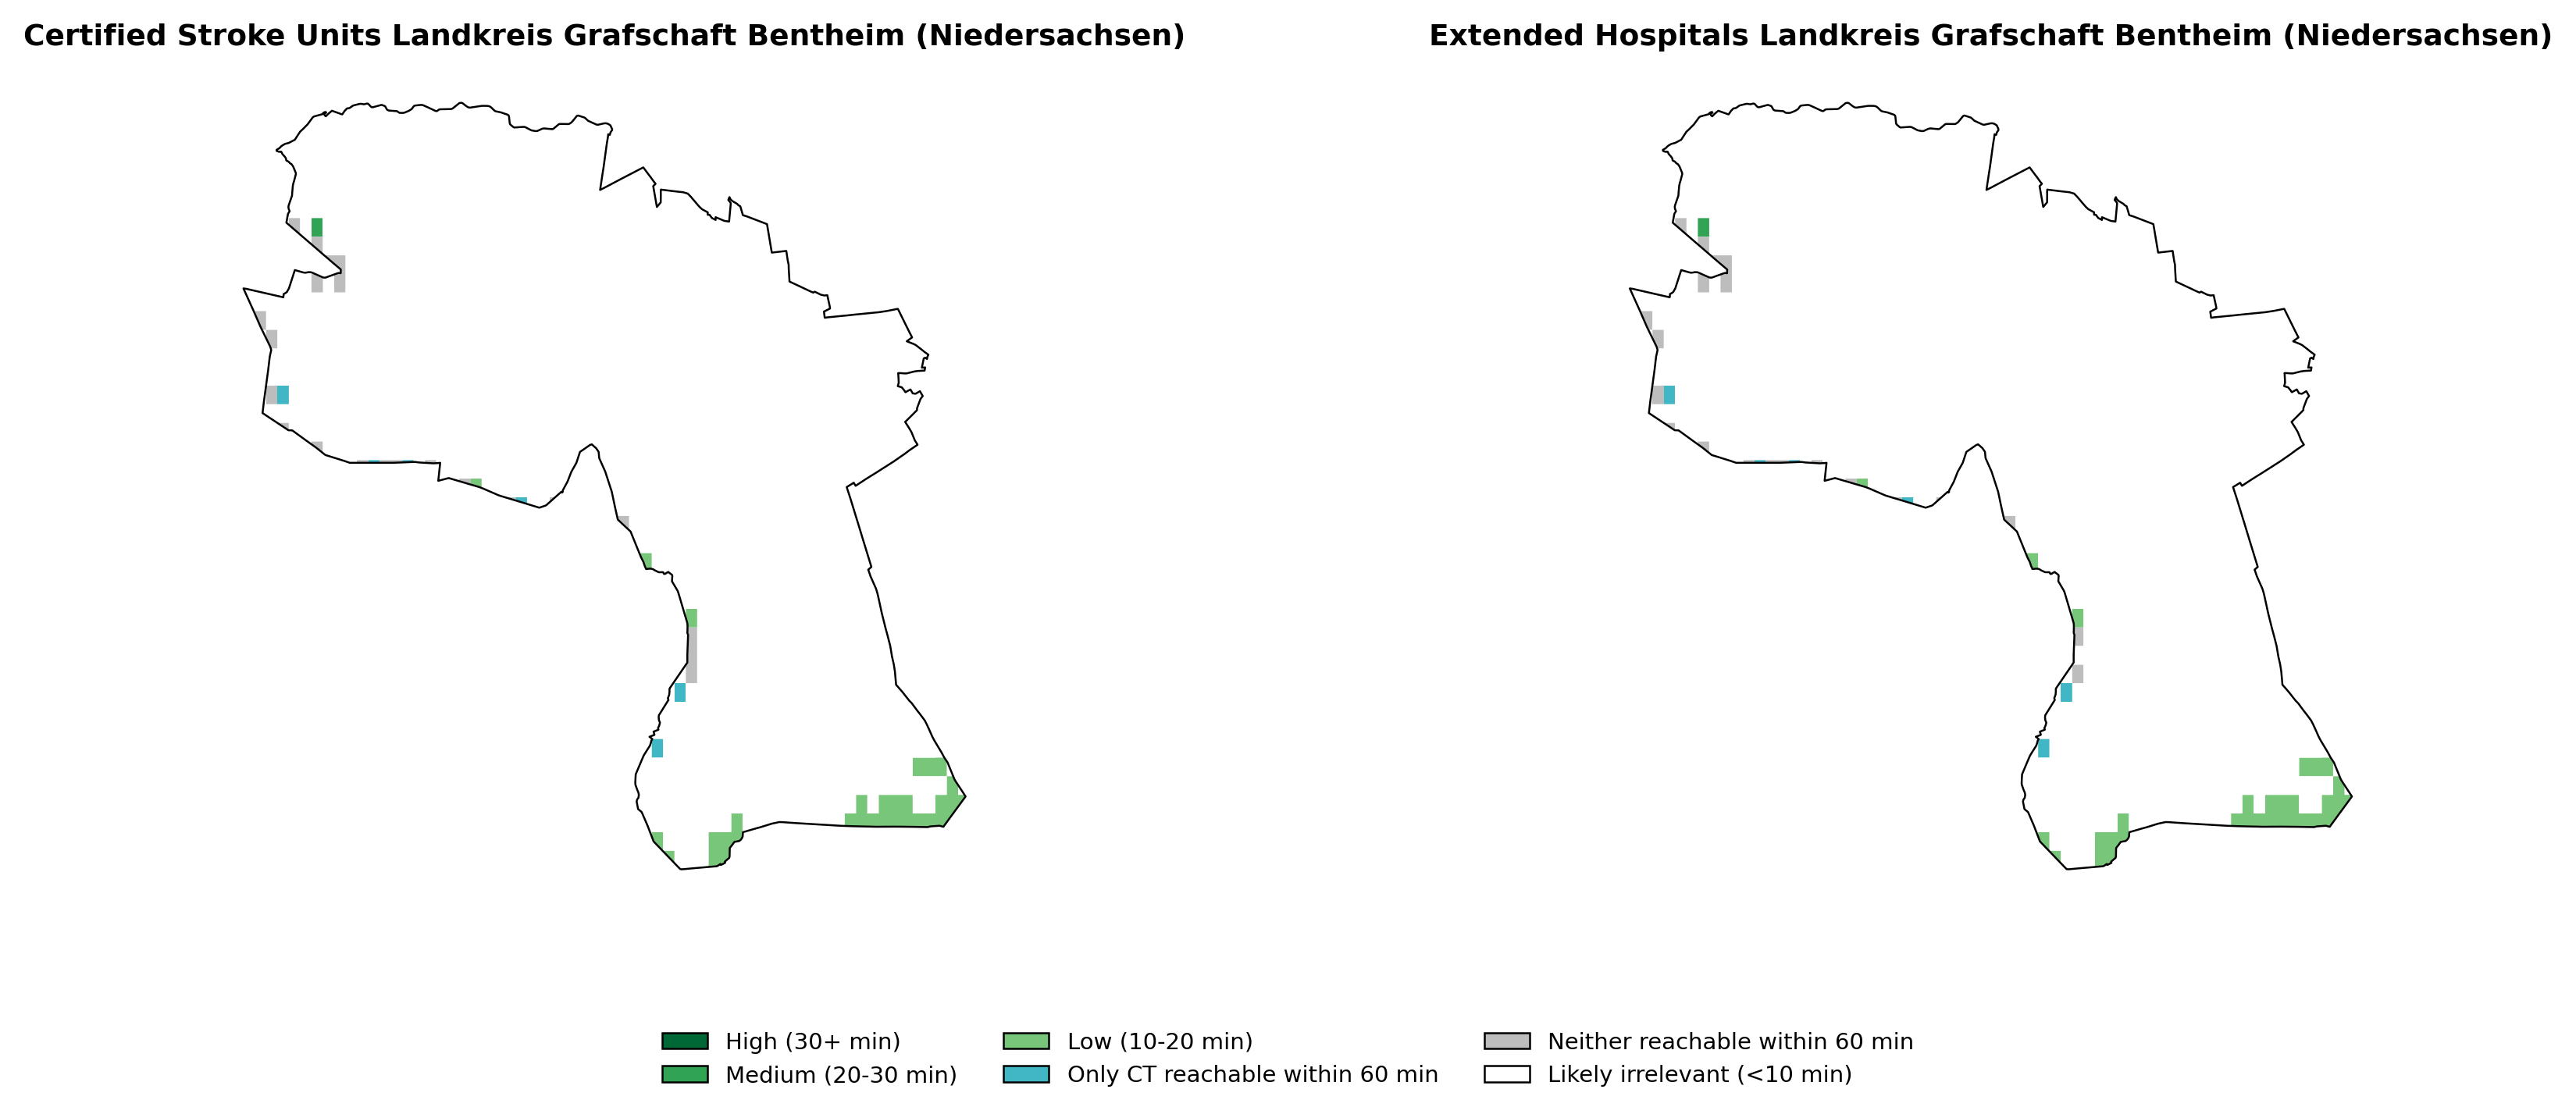 Certified Stroke Units Landkreis Grafschaft Bentheim (Niedersachsen)
Extended Hospitals Landkreis Grafschaft Bentheim (Niedersachsen)
High (30+ min)
Medium (20-30 min)
Low (10-20 min)
Only CT reachable within 60 min
Neither reachable within 60 min
Likely irrelevant (<10 min)